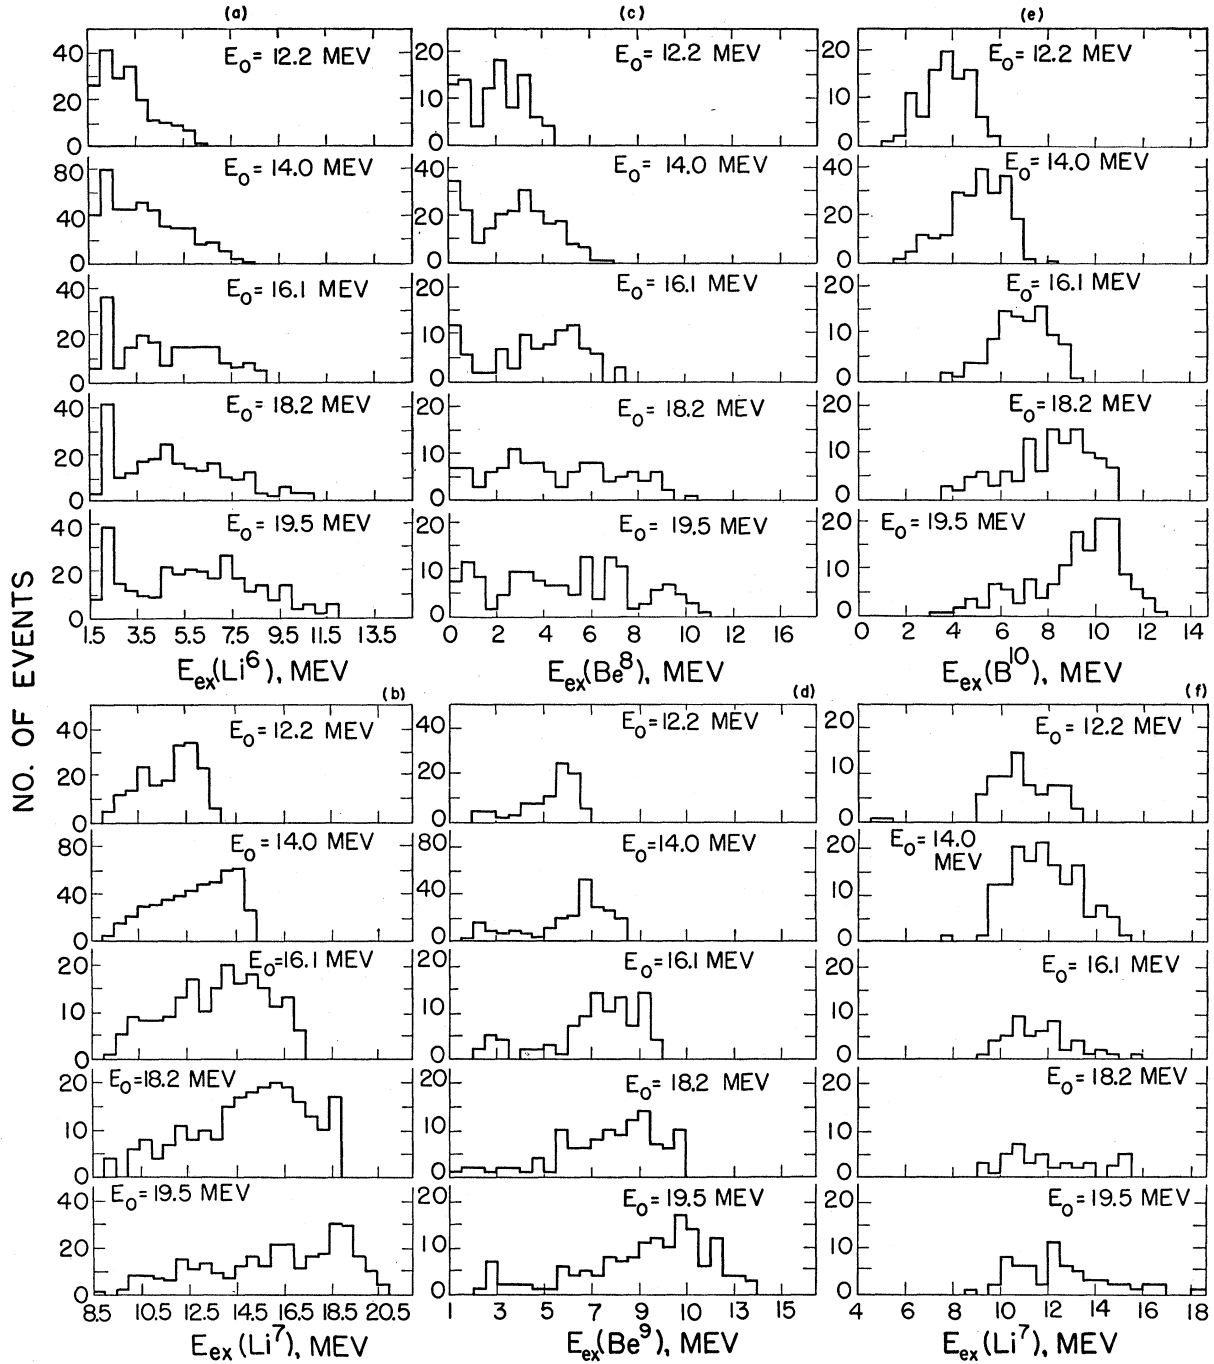 (a)
(c)
(e)
E0 = 12.2 MEV
E0 = 12.2 MEV
E0 = 12.2 MEV
40
20
0
20
10
0
20
10
0
E0 = 14.0 MEV
E0 = 14.0 MEV
E0 = 14.0 MEV
80
40
0
40
20
0
40
20
0
E0 = 16.1 MEV
E0 = 16.1 MEV
E0 = 16.1 MEV
40
20
0
20
10
0
20
10
0
E0 = 18.2 MEV
E0 = 18.2 MEV
E0 = 18.2 MEV
40
20
0
20
10
0
20
10
0
E0 = 19.5 MEV
E0 = 19.5 MEV
E0 = 19.5 MEV
40
20
0
20
10
0
20
10
0
1.5 3.5 5.5 7.5 9.5 11.5 13.5
0 2 4 6 8 10 12 16
0 2 4 6 8 10 12 14
Eex(Li6), MEV
Eex(Be8), MEV
Eex(B10), MEV
NO. OF EVENTS
(b)
(d)
(f)
E0 = 12.2 MEV
E0 = 12.2 MEV
E0 = 12.2 MEV
40
20
0
40
20
0
20
10
0
E0 = 14.0 MEV
E0 = 14.0 MEV
E0 = 14.0
MEV
80
40
0
80
40
0
20
10
0
E0 = 16.1 MEV
E0 = 16.1 MEV
E0 = 16.1 MEV
20
10
0
20
10
0
20
10
0
E0 = 18.2 MEV
E0 = 18.2 MEV
E0 = 18.2 MEV
20
10
0
20
10
0
20
10
0
E0 = 19.5 MEV
E0 = 19.5 MEV
E0 = 19.5 MEV
40
20
0
20
10
0
20
10
0
8.5 10.5 12.5 14.5 16.5 18.5 20.5
1 3 5 7 9 10 13 15
4 6 8 10 12 14 16 18
Eex(Li7), MEV
Eex(Be9), MEV
Eex(Li7), MEV